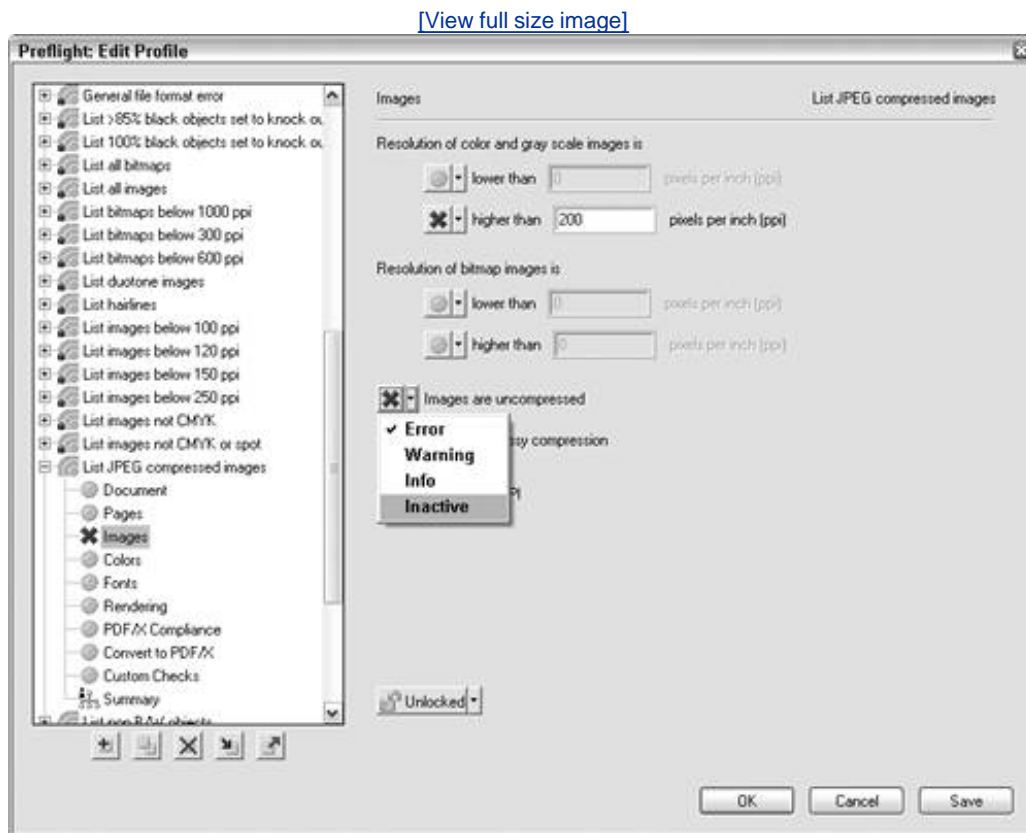 [View full size image]
Preflight: Edit Profile
General file format error
List >85% black objects set to knock ou
List 100% black objects set to knock ou
List all bitmaps
List all images
List bitmaps below 1000 ppi
List bitmaps below 300 ppi
List bitmaps below 600 ppi
List duotone images
List hairlines
List images below 100 ppi
List images below 120 ppi
List images below 150 ppi
List images below 250 ppi
List images not CMYK
List images not CMYK or spot
List JPEG compressed images
Document
Pages
Images
Colors
Fonts
Rendering
PDF/X Compliance
Convert to PDF/X
Custom Checks
Summary
List non B/W objects
Images List JPEG compressed images
Resolution of color and gray scale images is
lower than 0 pixels per inch (ppi)
higher than 200 pixels per inch (ppi)
Resolution of bitmap images is
lower than 0 pixels per inch (ppi)
higher than 0 pixels per inch (ppi)
Images are uncompressed
Error
ssy compression
Warning
Info
PI
Inactive
Unlocked
OK Cancel Save